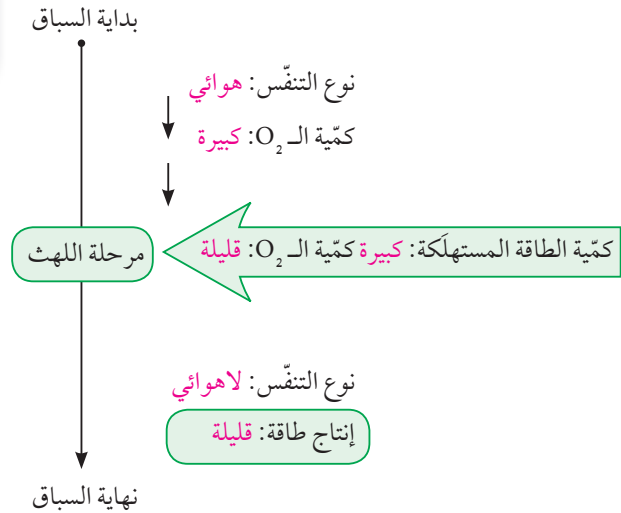 بداية السباق
نوع التنفّس: هوائي
كمّية الـ O₂: كبيرة
كمّية الطاقة المستهلَكة: كبيرة كمّية الـ O₂: قليلة
مرحلة اللهث
نوع التنفّس: لاهوائي
إنتاج طاقة: قليلة
نهاية السباق